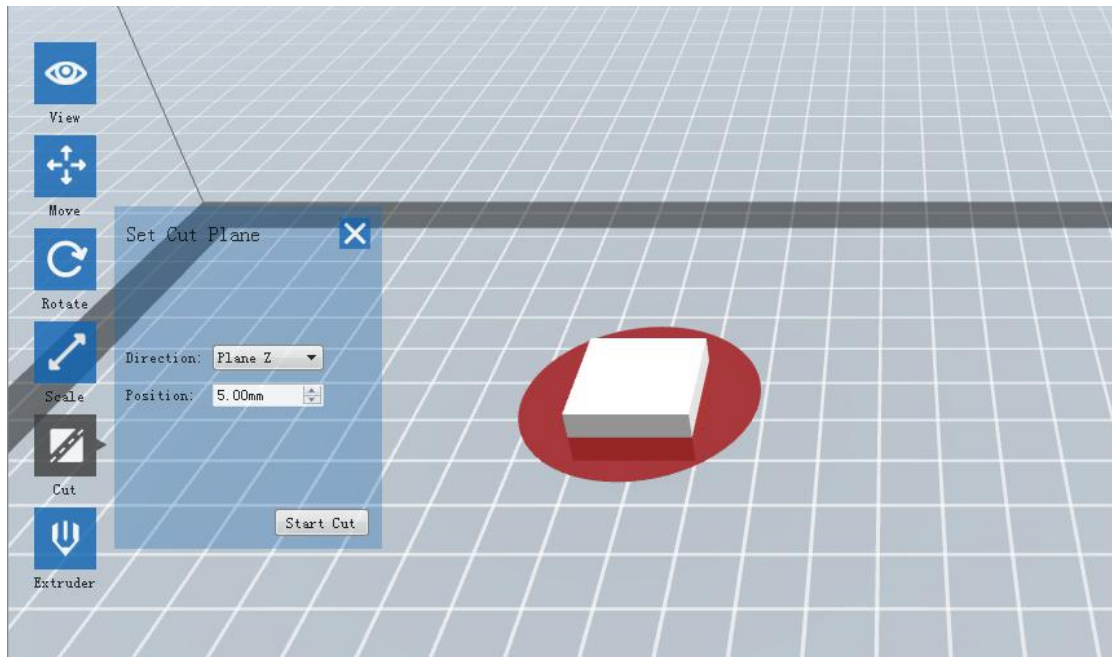 View
Move
Set Cut Plane
Rotate
Direction: Plane Z
Scale
Position: 5.00mm
Cut
Start Cut
Extruder